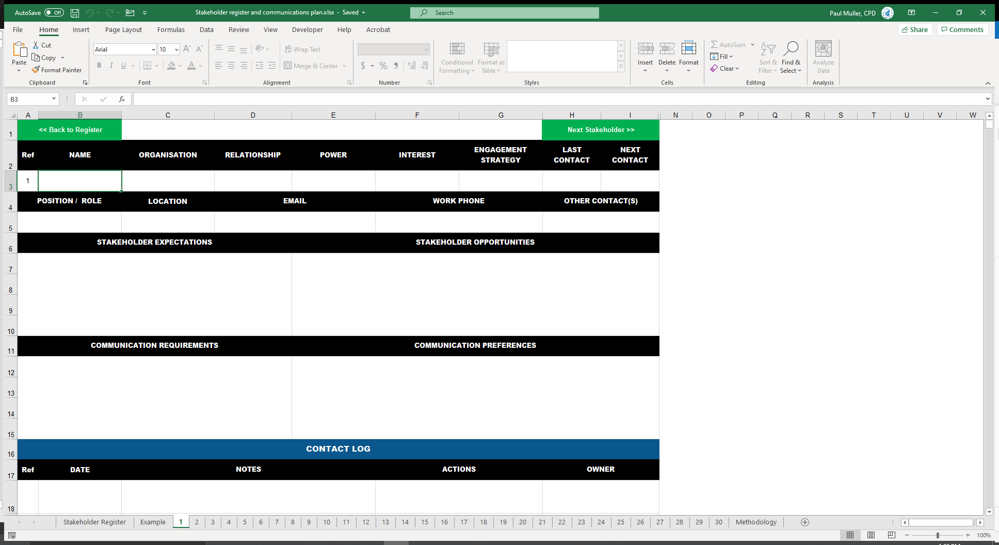 AutoSave Off Stakeholder register and communications plan.xlsx - Saved Search Paul Muller, CPD
File Home Insert Page Layout Formulas Data Review View Developer Help Acrobat Share Comments
Paste
Cut
Copy
Format Painter
Clipboard
Arial 10
B I U A
Font
Wrap Text
Merge & Center
Alignment
$ % 9
Number
Conditional Formatting
Format as Table
Styles
Insert Delete Format
Cells
AutoSum
Fill
Clear
Sort & Filter
Find & Select
Editing
Analyze Data
Analysis
B3 fx
A B C D E F G H I N O P Q R S T U V W
1 << Back to Register Next Stakeholder >>
2 Ref NAME ORGANISATION RELATIONSHIP POWER INTEREST ENGAGEMENT STRATEGY LAST CONTACT NEXT CONTACT
3 1
4 POSITION / ROLE LOCATION EMAIL WORK PHONE OTHER CONTACT(S)
5
6 STAKEHOLDER EXPECTATIONS STAKEHOLDER OPPORTUNITIES
7
8
9
10
11 COMMUNICATION REQUIREMENTS COMMUNICATION PREFERENCES
12
13
14
15
16 CONTACT LOG
17 Ref DATE NOTES ACTIONS OWNER
18
Stakeholder Register Example 1 2 3 4 5 6 7 8 9 10 11 12 13 14 15 16 17 18 19 20 21 22 23 24 25 26 27 28 29 30 Methodology
100%